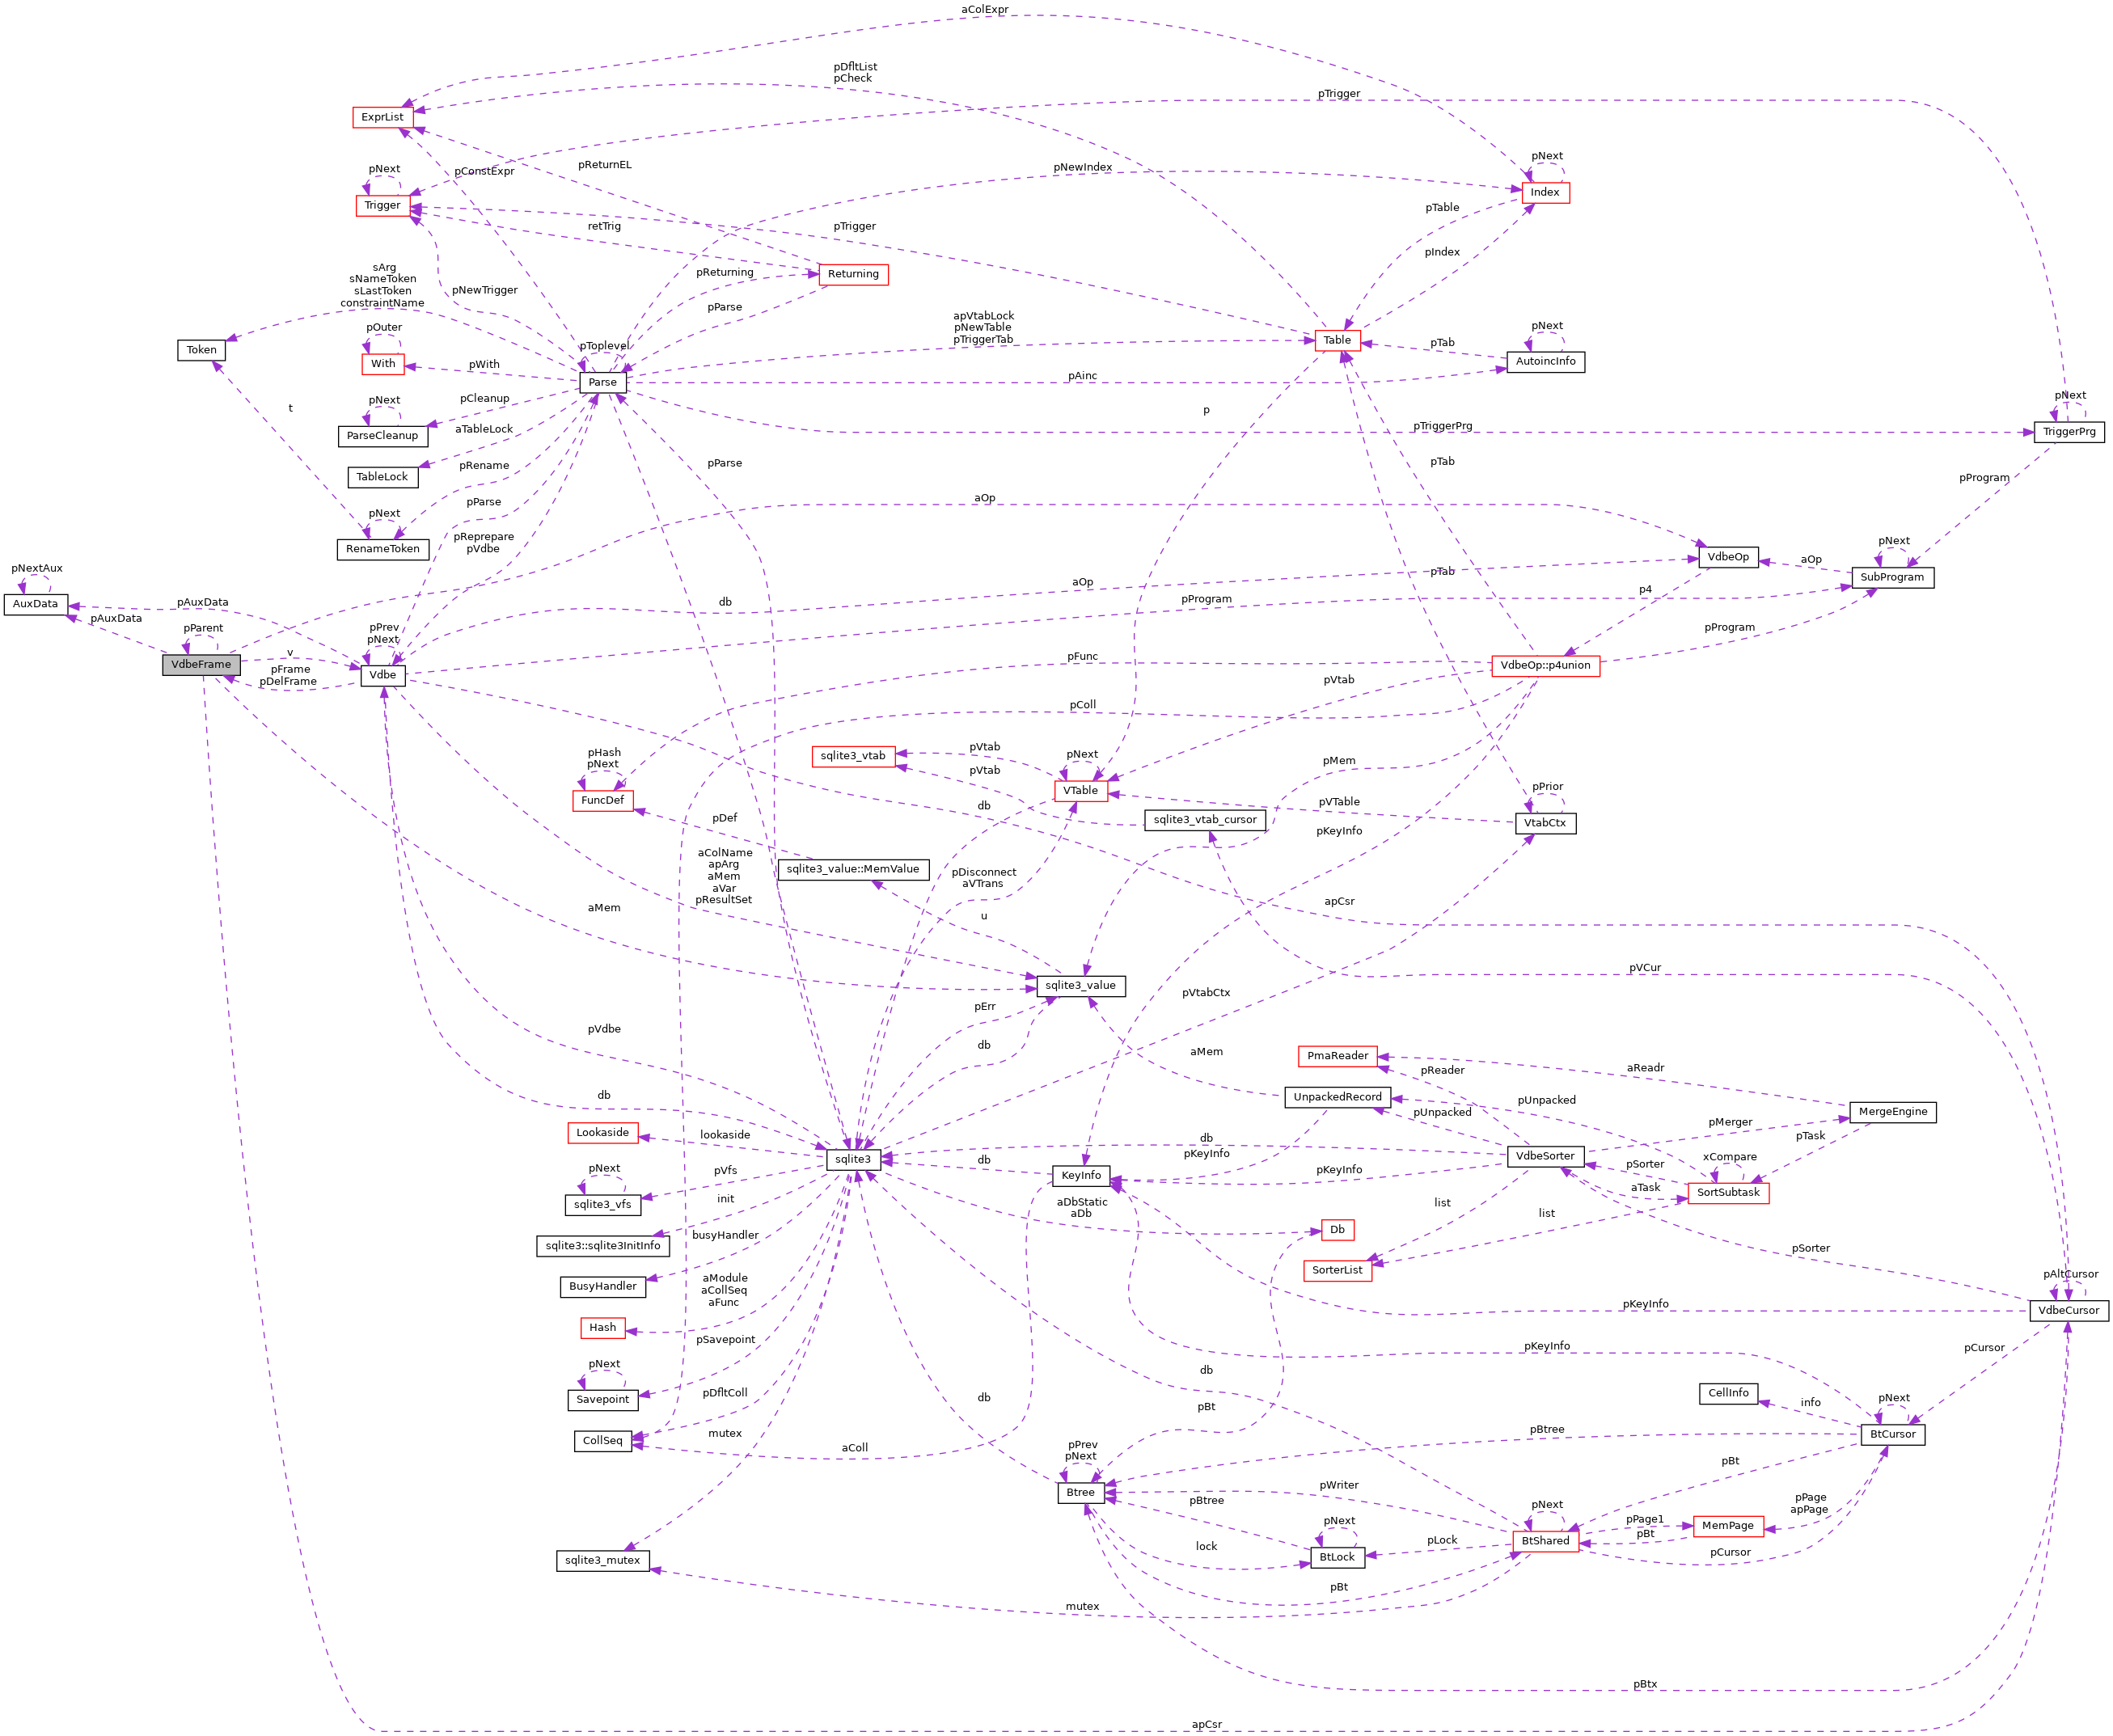 aColExpr
pDfltList
pCheck
pTrigger
ExprList
pConstExpr
pReturnEL
pNewIndex
pNext
Index
pNext
Trigger
retTrig
pTrigger
pTable
pIndex
Returning
pReturning
pParse
pNewTrigger
sArg
sNameToken
sLastToken
constraintName
Token
pOuter
With
pWith
pToplevel
Parse
apVtabLock
pNewTable
pTriggerTab
Table
pTab
pNext
AutoincInfo
pAinc
pNext
TriggerPrg
pTriggerPrg
pNext
ParseCleanup
pCleanup
t
aTableLock
TableLock
p
pRename
pParse
pTab
pProgram
pParse
aOp
pNext
RenameToken
pReprepare
pVdbe
VdbeOp
aOp
pNext
SubProgram
pNextAux
AuxData
pAuxData
pAuxData
db
aOp
pTab
pProgram
p4
pProgram
pParent
VdbeFrame
v
pFrame
pDelFrame
pPrev
pNext
Vdbe
pFunc
pVtab
VdbeOp::p4union
pColl
pHash
pNext
FuncDef
sqlite3_vtab
pVtab
pVtab
pNext
VTable
pMem
pPrior
VtabCtx
pVTable
sqlite3_vtab_cursor
db
pDef
pKeyInfo
aColName
apArg
aMem
aVar
pResultSet
sqlite3_value::MemValue
pDisconnect
aVTrans
aMem
u
apCsr
sqlite3_value
pVCur
pErr
pVtabCtx
pVdbe
db
aMem
PmaReader
pReader
aReadr
UnpackedRecord
pUnpacked
pUnpacked
db
MergeEngine
pMerger
pTask
Lookaside
lookaside
sqlite3
db
db
pKeyInfo
KeyInfo
pKeyInfo
VdbeSorter
pSorter
xCompare
SortSubtask
aTask
pNext
sqlite3_vfs
pVfs
init
aDbStatic
aDb
list
list
Db
sqlite3::sqlite3InitInfo
busyHandler
pSorter
BusyHandler
SorterList
pAltCursor
VdbeCursor
aModule
aCollSeq
aFunc
Hash
pKeyInfo
pSavepoint
pKeyInfo
pCursor
pNext
Savepoint
pDfltColl
db
db
pBt
CellInfo
info
pNext
BtCursor
CollSeq
mutex
aColl
pBtree
pPrev
pNext
Btree
pBt
pWriter
pBtree
pPage
apPage
pNext
BtShared
pPage1
pBt
MemPage
pNext
BtLock
lock
pLock
pCursor
sqlite3_mutex
pBt
mutex
pBtx
apCsr